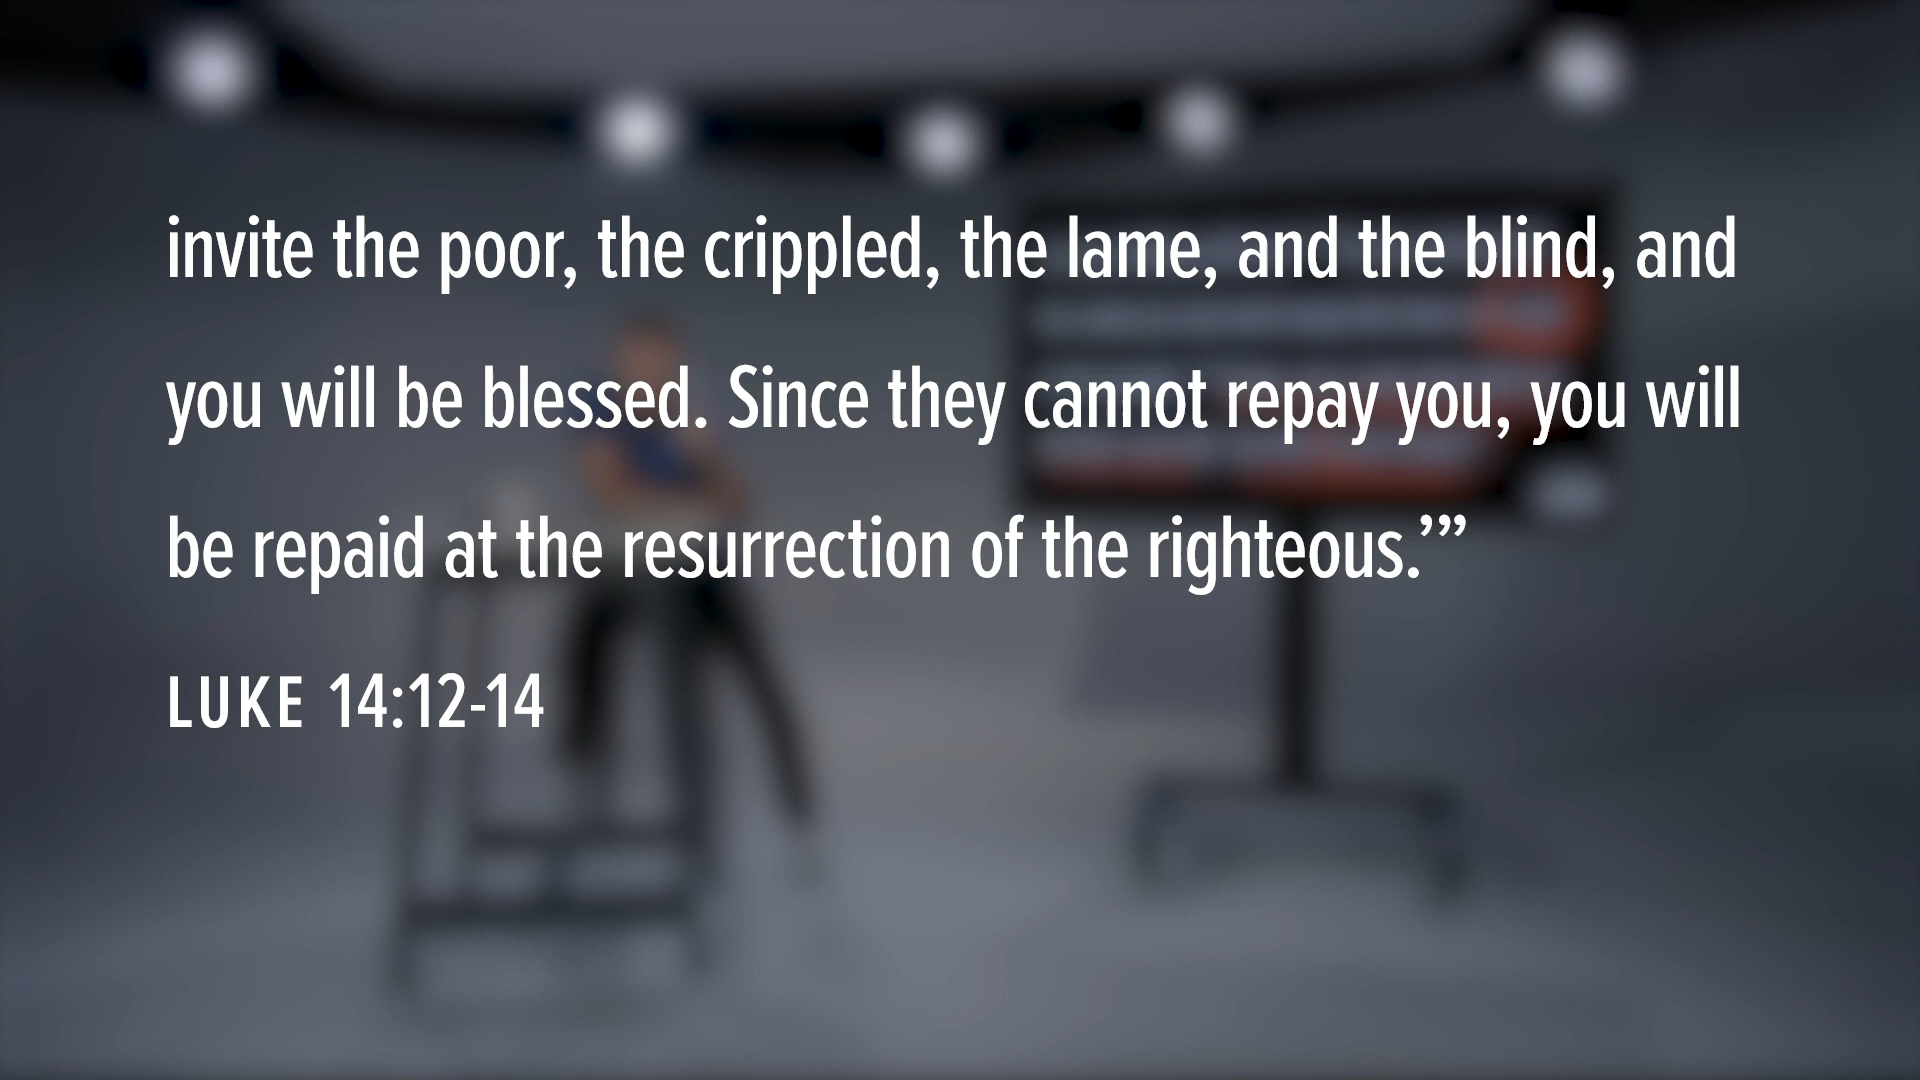 invite the poor, the crippled, the lame, and the blind, and
you will be blessed. Since they cannot repay you, you will
be repaid at the resurrection of the righteous.’”
LUKE 14:12-14